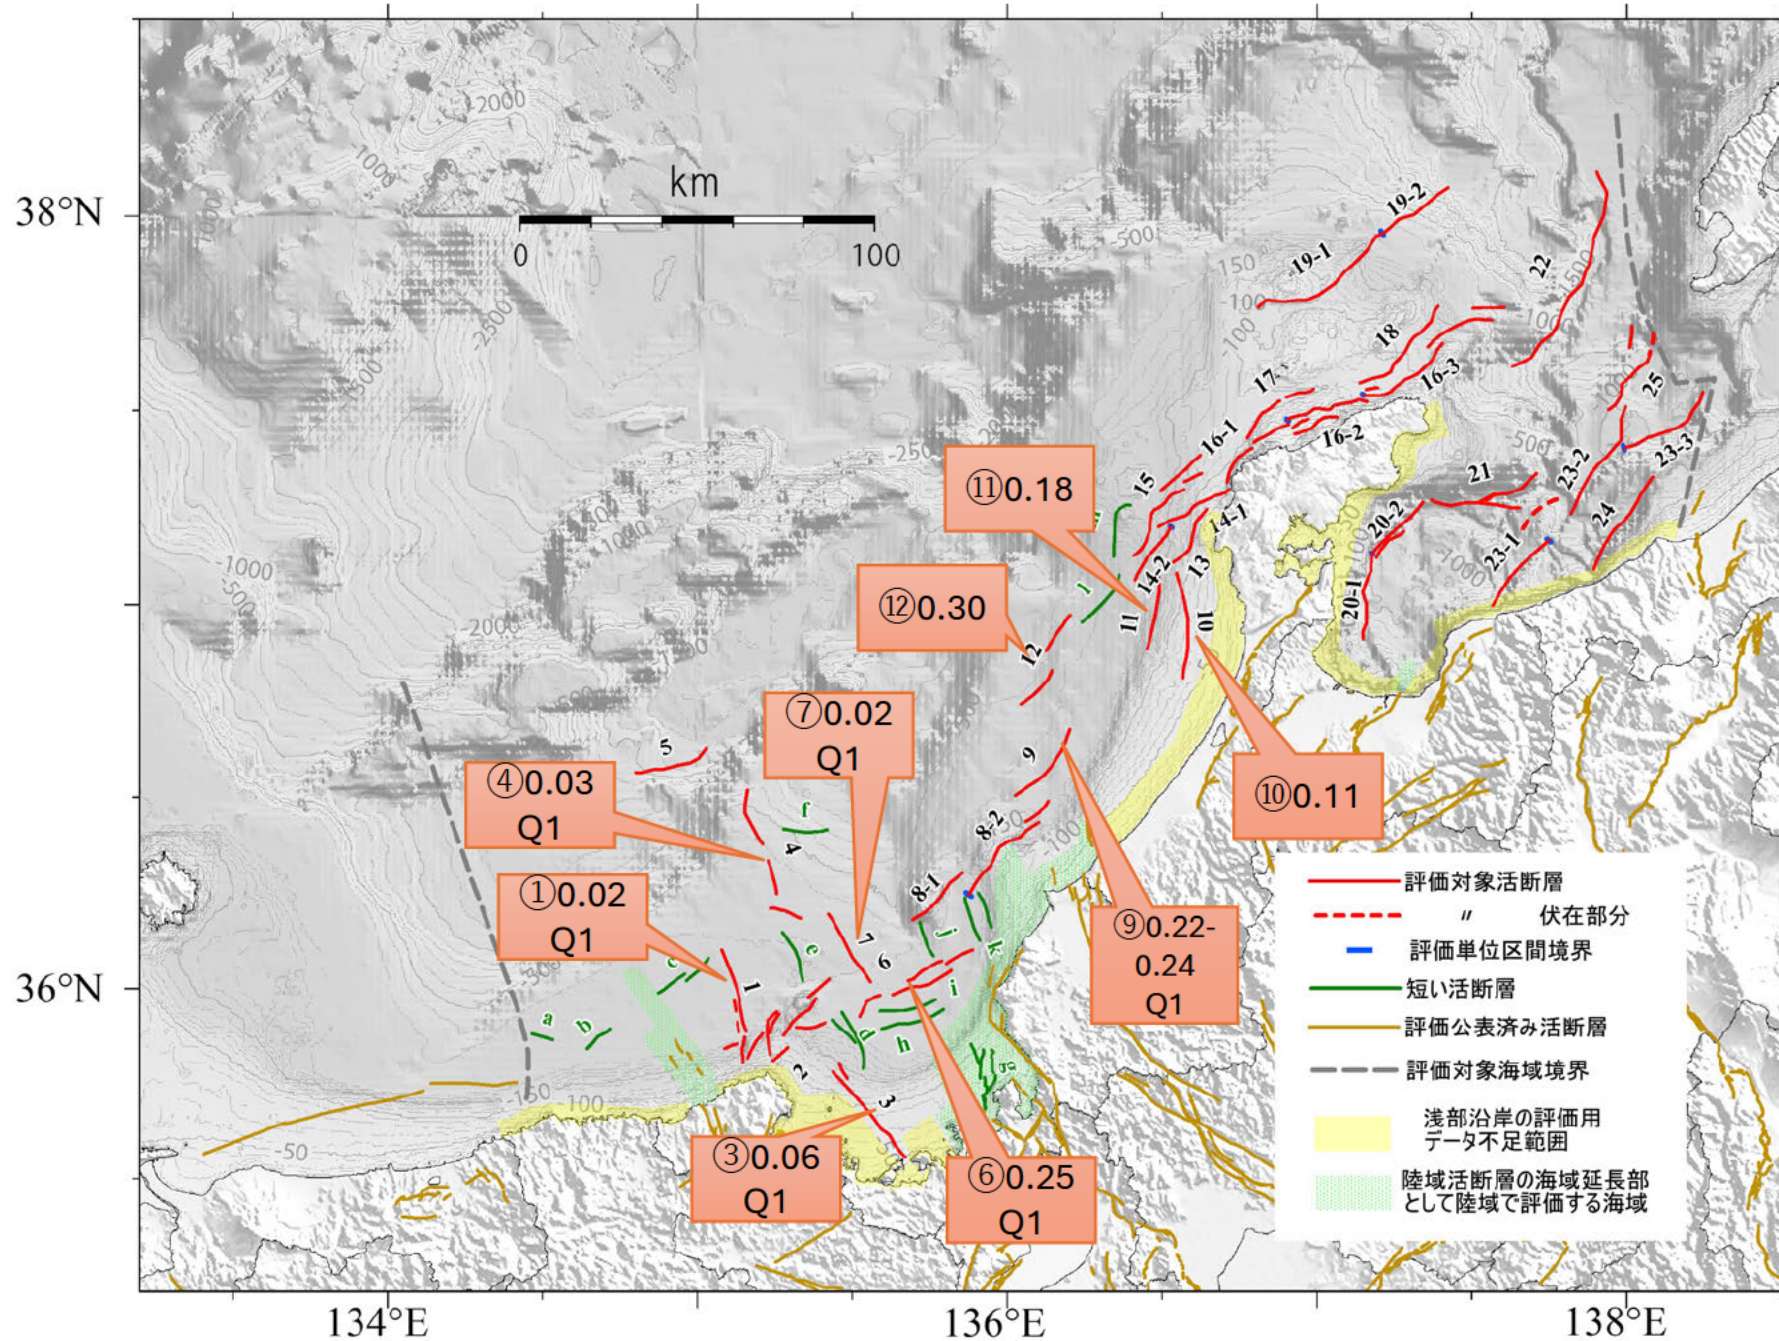 38°N
36°N
134°E
136°E
138°E
km
0
100
-2000
-1000
-500
-150
-100
-100
-2500
-1500
-1000
-1000
-500
-2000
-1000
-500
-1000
-150
-100
-50
19-2
19-1
22
18
17
16-3
16-2
16-1
15
25
23-3
23-2
21
24
20-2
23-1
20-1
14-1
14-2
13
11
10
12
l
9
8-2
8-1
5
f
4
7
6
j
k
e
c
1
i
a
b
d
h
g
2
3
⑪0.18
⑫0.30
⑦0.02
Q1
④0.03
Q1
①0.02
Q1
⑩0.11
⑨0.22-
0.24
Q1
③0.06
Q1
⑥0.25
Q1
評価対象活断層
〃 伏在部分
評価単位区間境界
短い活断層
評価公表済み活断層
評価対象海域境界
浅部沿岸の評価用
データ不足範囲
陸域活断層の海域延長部
として陸域で評価する海域